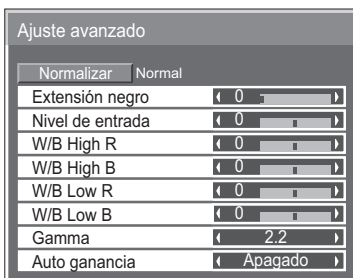 Ajuste avanzado
Normalizar Normal
Extensión negro 0
Nivel de entrada 0
W/B High R 0
W/B High B 0
W/B Low R 0
W/B Low B 0
Gamma 2.2
Auto ganancia Apagado